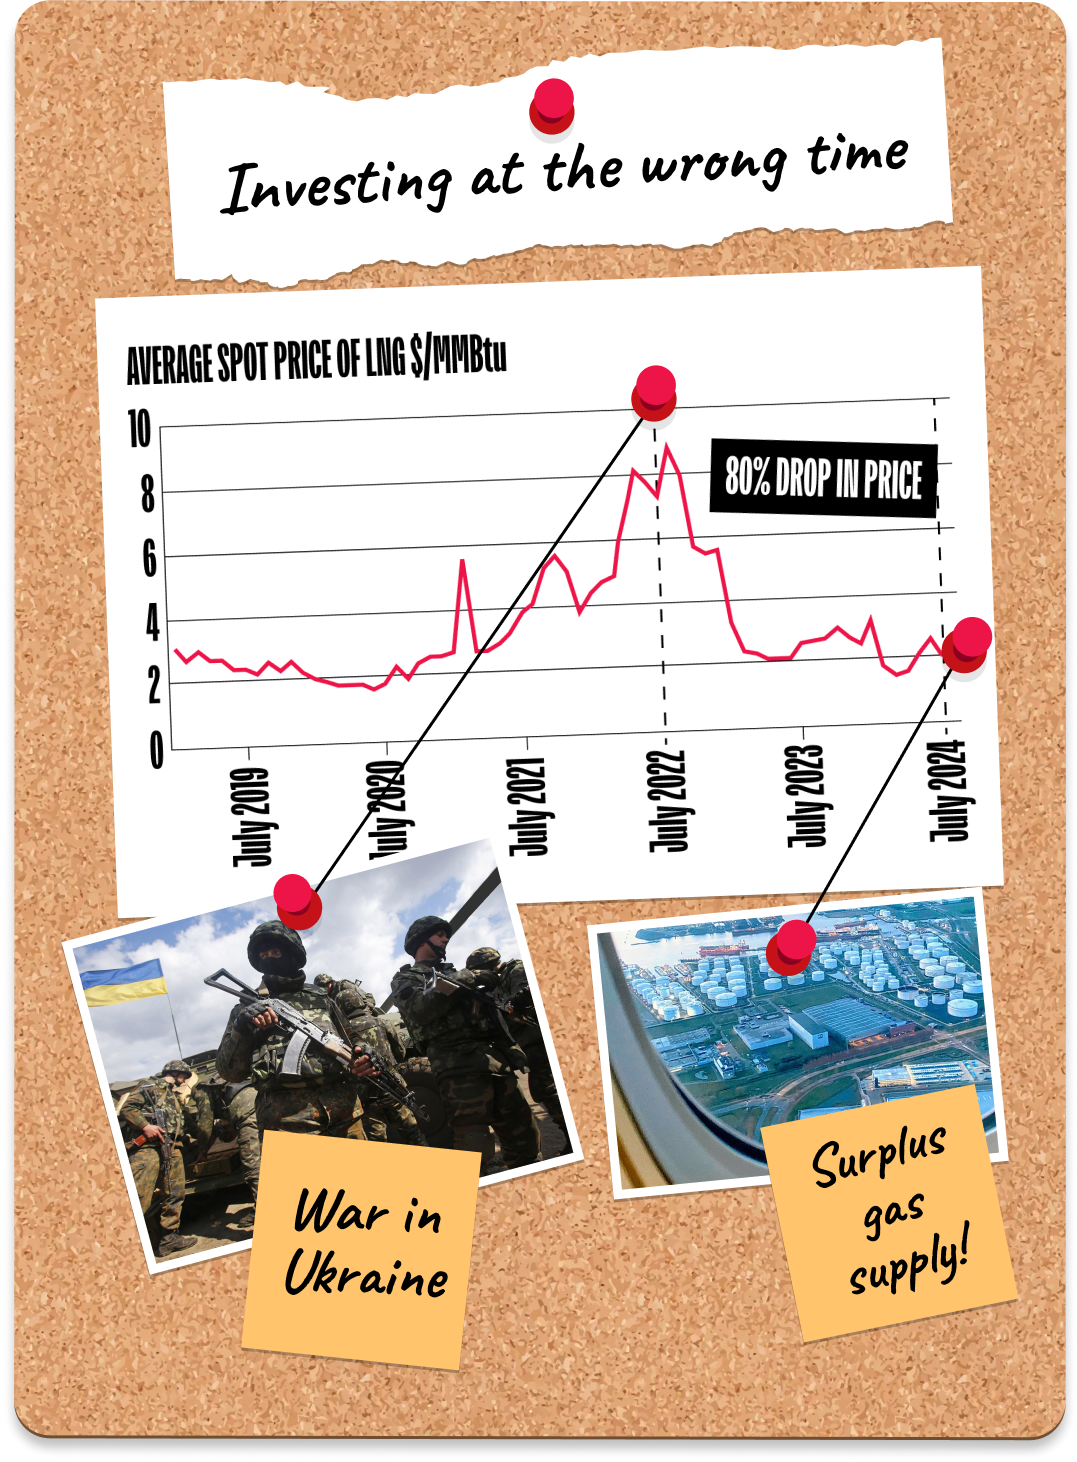 Investing at the wrong time
AVERAGE SPOT PRICE OF LNG $/MMBtu
10
8
6
4
2
0
80% DROP IN PRICE
July 2019
July 2020
July 2021
July 2022
July 2023
July 2024
War in
Ukraine
Surplus
gas
supply!